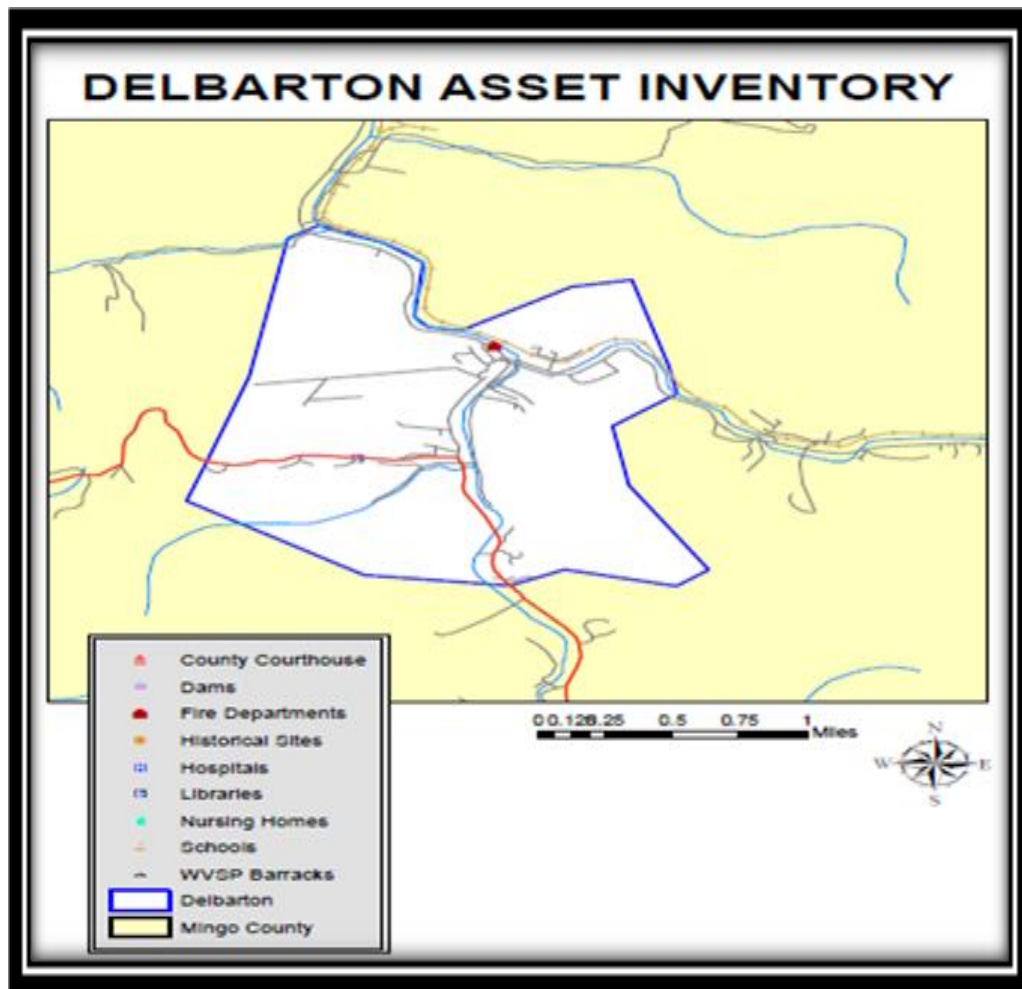 DELBARTON ASSET INVENTORY
County Courthouse
Dams
Fire Departments
Historical Sites
Hospitals
Libraries
Nursing Homes
Schools
WVSP Barracks
Delbarton
Mingo County
0 0.125 0.25 0.5 0.75 1
Miles
N
W E
S